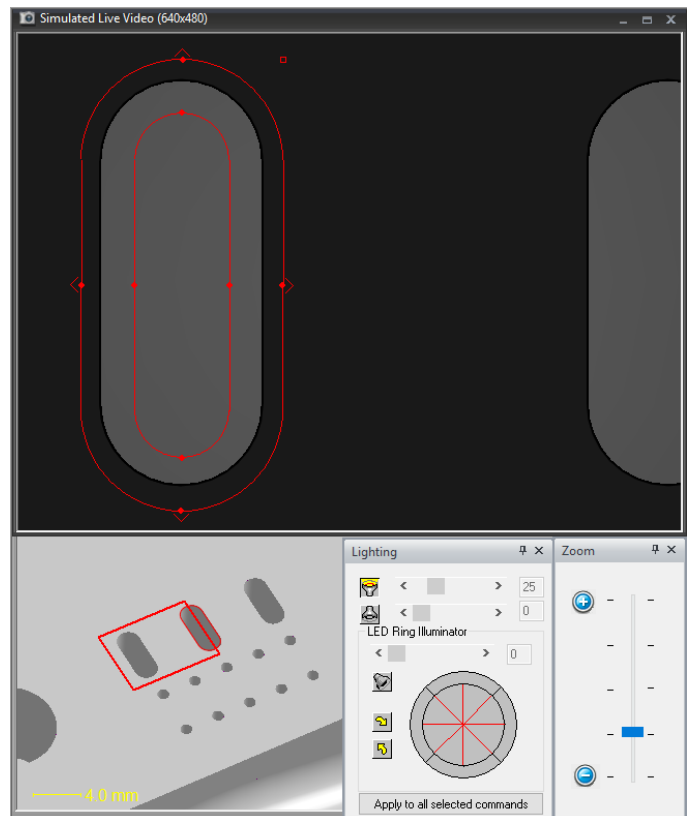 Simulated Live Video (640x480)
4.0 mm
Lighting
25
0
LED Ring Illuminator
0
Apply to all selected commands
Zoom